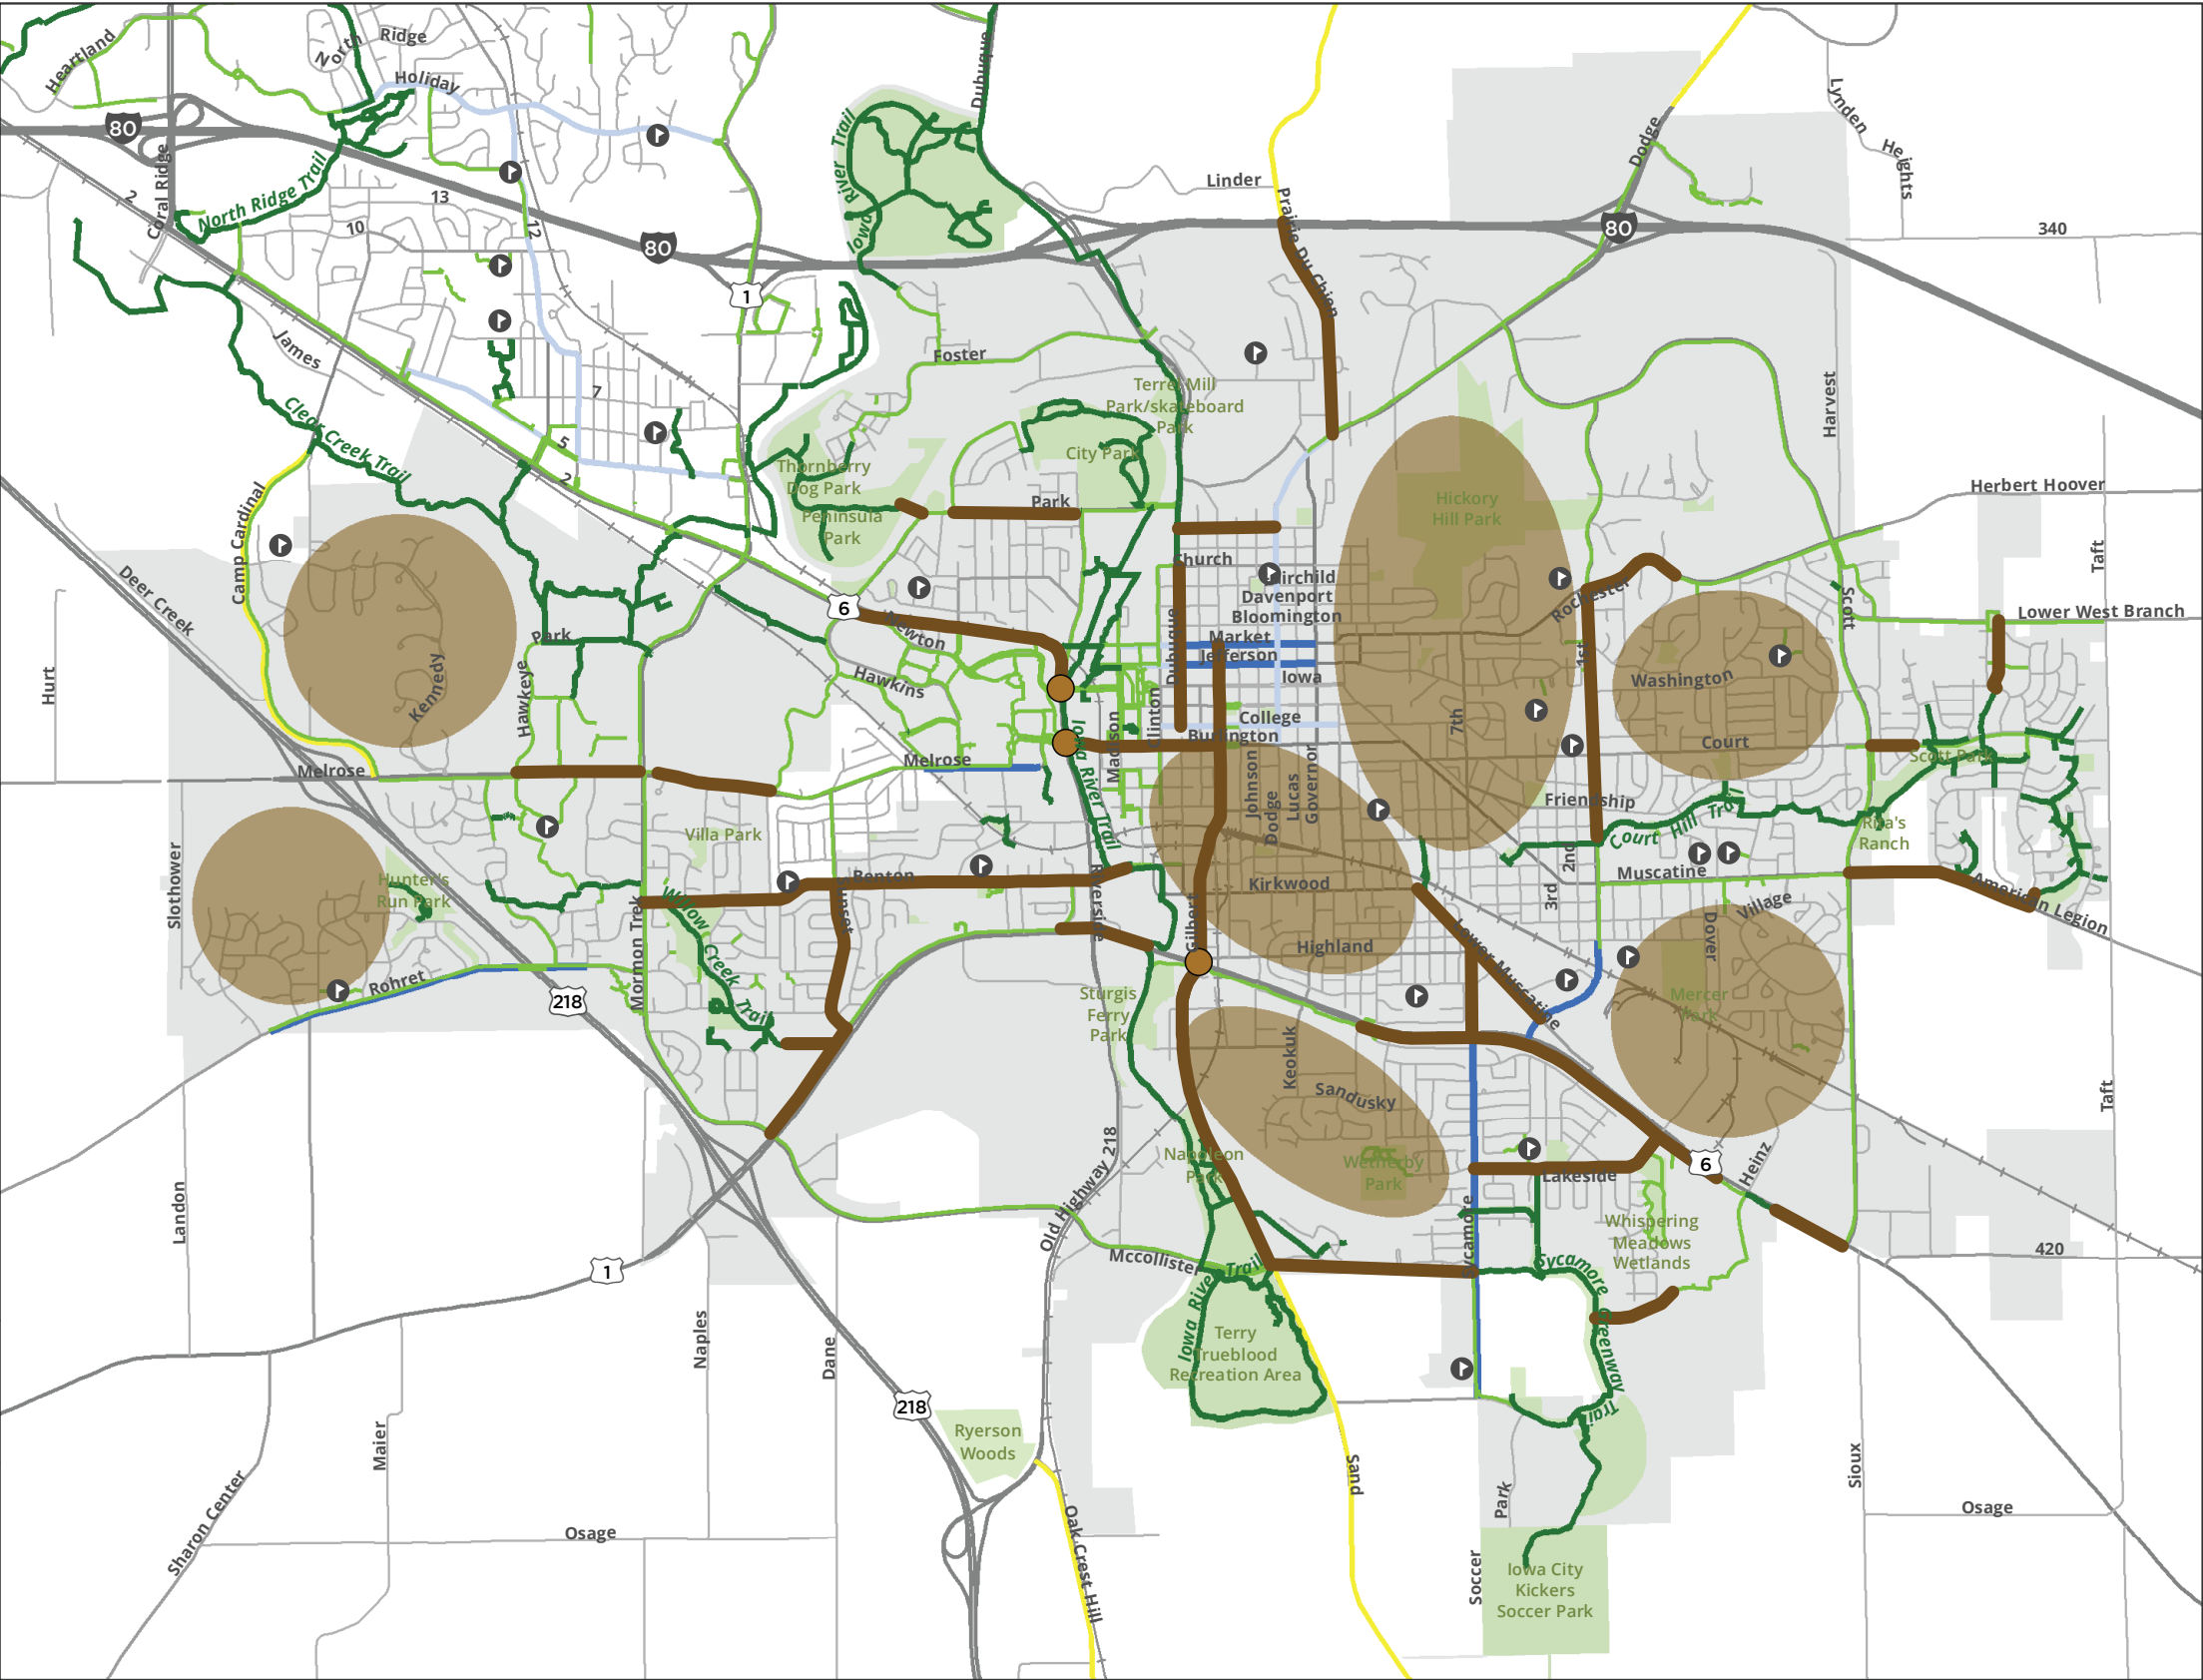 North
Ridge
Heartland
Holiday
Dubuque
80
Coral Ridge
North Ridge Trail
2
13
10
12
80
1
Iowa River Trail
Linder
Prairie Du Chien
Dodge
80
Lynden
Heights
340
James
7
5
2
Foster
Terrel Mill
Park/skateboard
Park
City Park
Thornberry
Dog Park
Peninsula
Park
Park
Clear Creek Trail
Camp Cardinal
Deer Creek
Hurt
Kennedy
Hawkeye
Park
6
Newton
Hawkins
Melrose
Melrose
Church
Fairchild
Davenport
Bloomington
Market
Jefferson
Iowa
College
Burlington
Dubuque
Clinton
Madison
Iowa River Trail
Johnson
Dodge
Lucas
Governor
Hickory
Hill Park
7th
Rochester
1st
Washington
Court
Friendship
Court Hill Trail
2nd
3rd
Muscatine
Harvest
Herbert Hoover
Taft
Scott
Lower West Branch
Scott Park
Rita's
Ranch
American Legion
Slothower
Hunter's
Run Park
Villa Park
Benton
Sunset
Willow Creek Trail
Mormon Trek
Rohret
218
Riverside
Gilbert
Kirkwood
Highland
Lower Muscatine
Village
Dover
Mercer
Park
Sturgis
Ferry
Park
Keokuk
Sandusky
Wetherby
Park
Napoleon
Park
Old Highway 218
Mccollister
Iowa River Trail
Terry
Trueblood
Recreation Area
Sycamore
Lakeside
6
Heinz
Whispering
Meadows
Wetlands
Sycamore Greenway
Trail
420
Taft
Landon
1
Naples
Dane
218
Ryerson
Woods
Maier
Sharon Center
Osage
Oak Crest Hill
Sand
Park
Soccer
Iowa City
Kickers
Soccer Park
Sioux
Osage